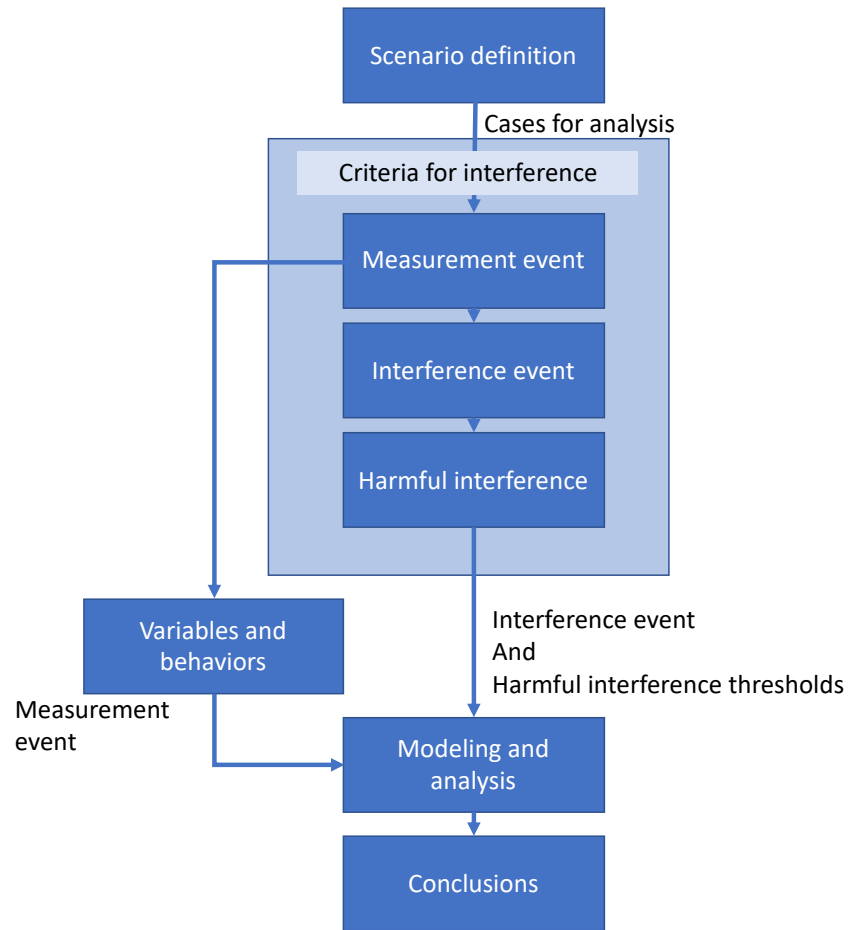 Scenario definition
Cases for analysis
Criteria for interference
Measurement event
Interference event
Harmful interference
Variables and
behaviors
Interference event
And
Harmful interference thresholds
Measurement
event
Modeling and
analysis
Conclusions